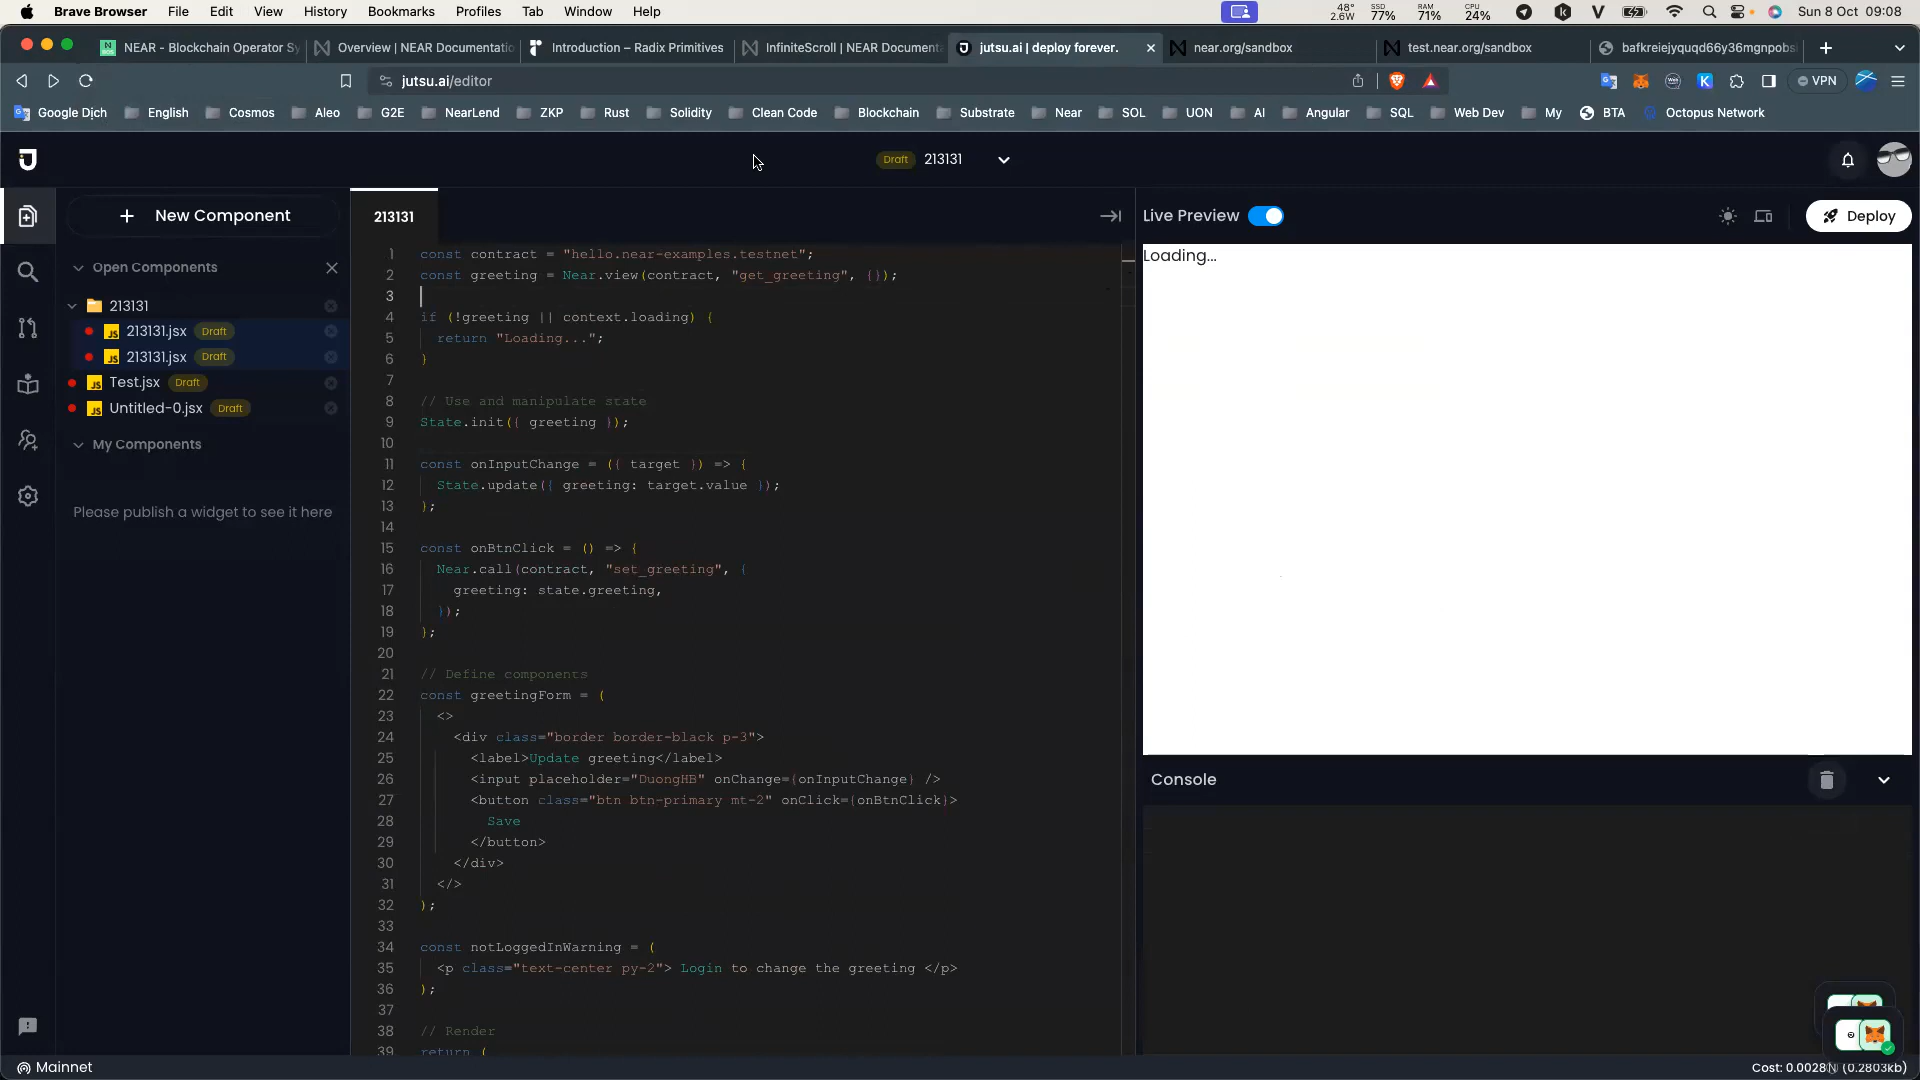 Brave Browser File Edit View History Bookmarks Profiles Tab Window Help 48° 2.6W SSD 77% RAM 71% CPU 24% Sun 8 Oct 09:08
NEAR - Blockchain Operator Sy Overview | NEAR Documentatio Introduction – Radix Primitives InfiniteScroll | NEAR Document jutsu.ai | deploy forever. near.org/sandbox test.near.org/sandbox bafkreiejyquqd66y36mgnpobs
jutsu.ai/editor VPN
Google Dịch English Cosmos Aleo G2E NearLend ZKP Rust Solidity Clean Code Blockchain Substrate Near SOL UON AI Angular SQL Web Dev My BTA Octopus Network
Draft 213131
+ New Component
213131
Live Preview
Deploy
Open Components
213131
213131.jsx Draft
213131.jsx Draft
Test.jsx Draft
Untitled-0.jsx Draft
My Components
Please publish a widget to see it here
1 const contract = "hello.near-examples.testnet";
2 const greeting = Near.view(contract, "get_greeting", {});
3
4 if (!greeting || context.loading) {
5 return "Loading...";
6 }
7
8 // Use and manipulate state
9 State.init({ greeting });
10
11 const onInputChange = ({ target }) => {
12 State.update({ greeting: target.value });
13 };
14
15 const onBtnClick = () => {
16 Near.call(contract, "set_greeting", {
17 greeting: state.greeting,
18 });
19 };
20
21 // Define components
22 const greetingForm = (
23 <>
24 <div class="border border-black p-3">
25 <label>Update greeting</label>
26 <input placeholder="DuongHB" onChange={onInputChange} />
27 <button class="btn btn-primary mt-2" onClick={onBtnClick}>
28 Save
29 </button>
30 </div>
31 </>
32 );
33
34 const notLoggedInWarning = (
35 <p class="text-center py-2"> Login to change the greeting </p>
36 );
37
38 // Render
39 return (
Loading...
Console
Mainnet
Cost: 0.0028N (0.2803kb)